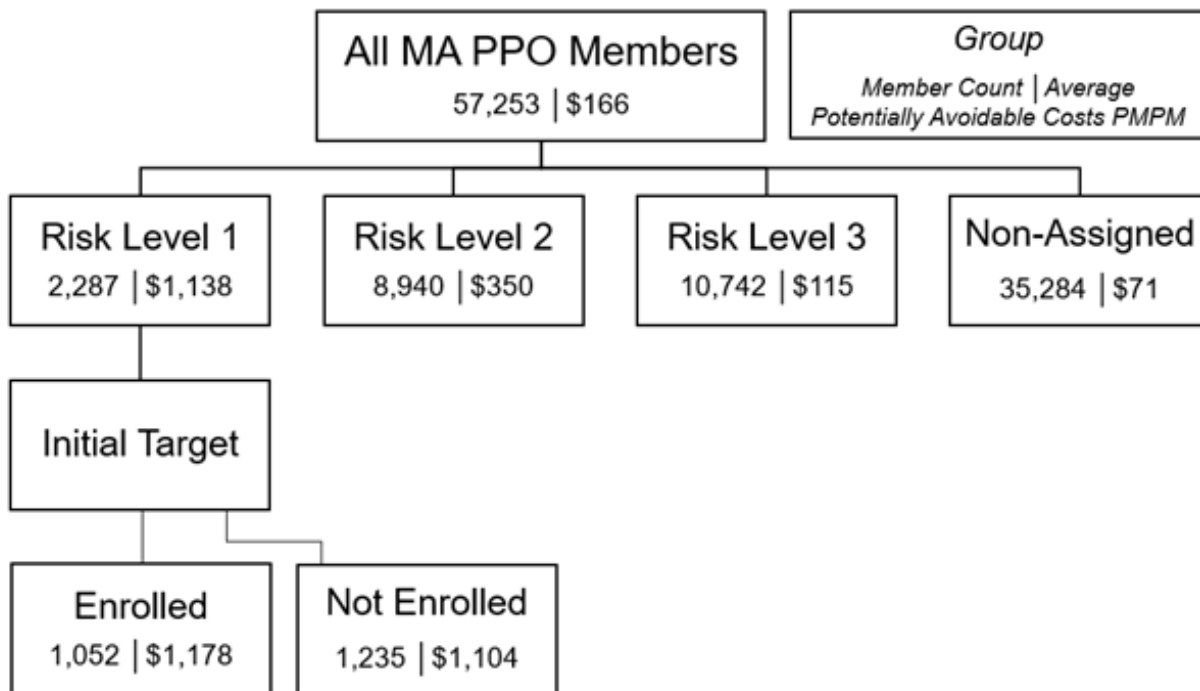 All MA PPO Members
57,253 | $166
Group
Member Count | Average
Potentially Avoidable Costs PMPM
Risk Level 1
2,287 | $1,138
Risk Level 2
8,940 | $350
Risk Level 3
10,742 | $115
Non-Assigned
35,284 | $71
Initial Target
Enrolled
1,052 | $1,178
Not Enrolled
1,235 | $1,104